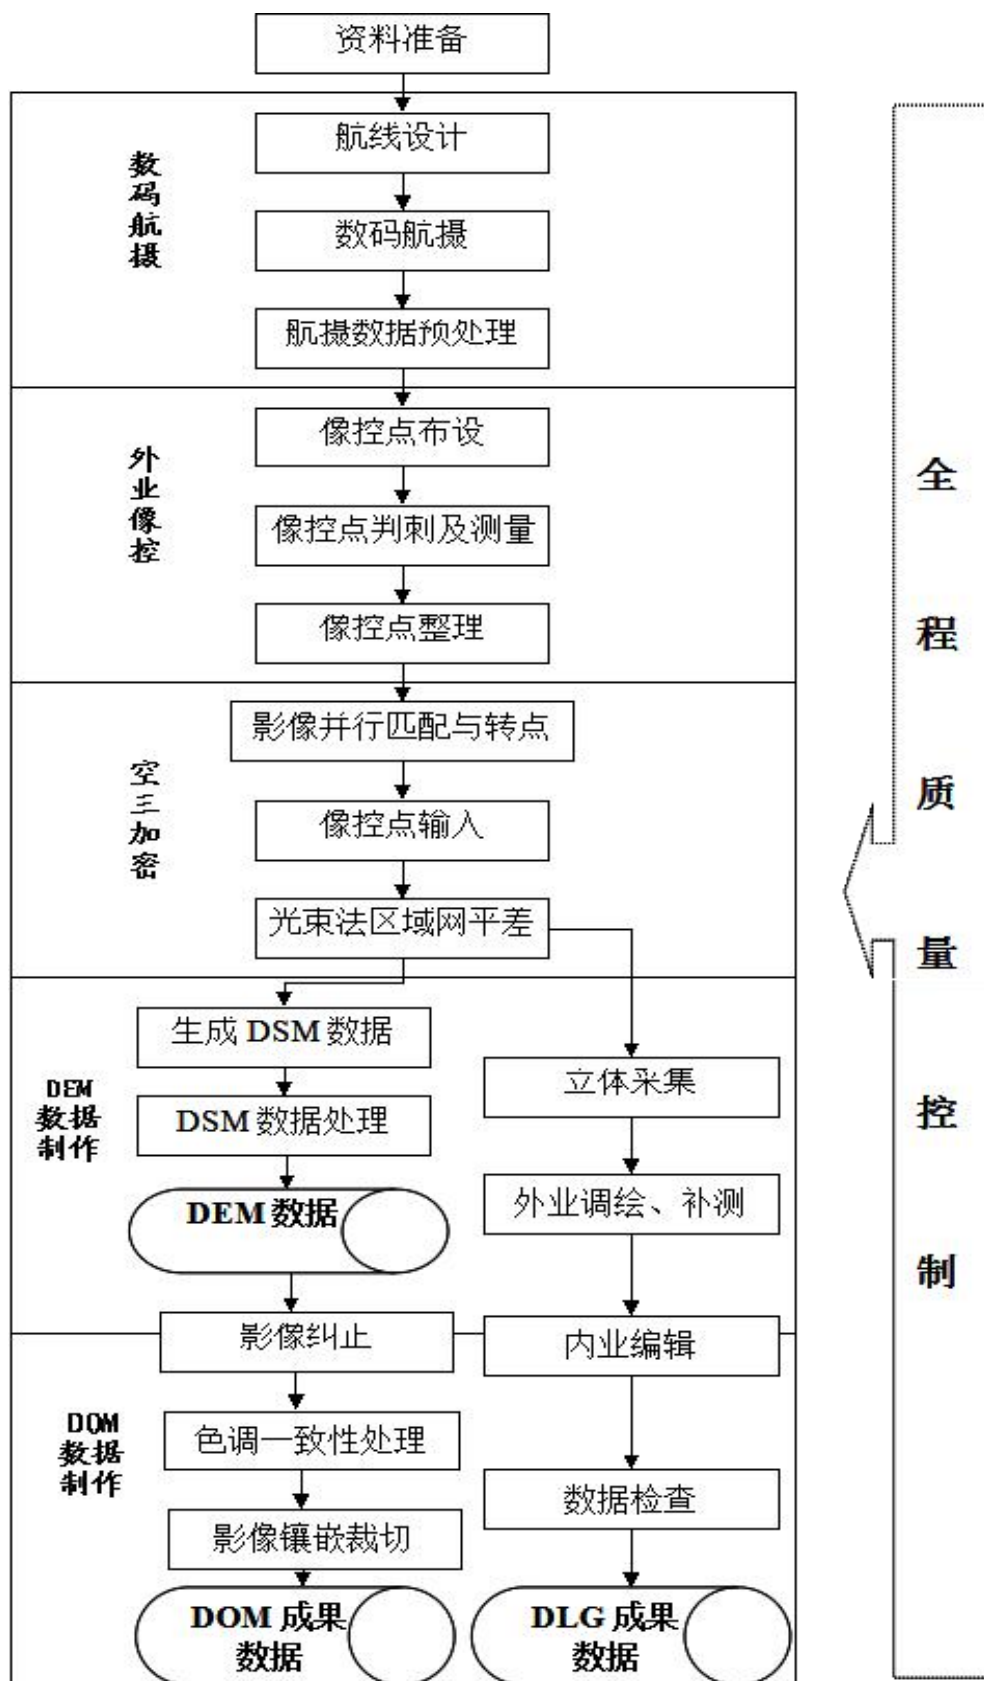 资料准备
数码航摄
航线设计
数码航摄
航摄数据预处理
外业像控
像控点布设
像控点判刺及测量
像控点整理
空三加密
影像并行匹配与转点
像控点输入
光束法区域网平差
DEM
数据
制作
生成 DSM 数据
DSM 数据处理
DEM 数据
立体采集
外业调绘、补测
内业编辑
数据检查
DLG 成果
数据
DOM
数据
制作
影像纠止
色调一致性处理
影像镶嵌裁切
DOM 成果
数据
全程质量控制